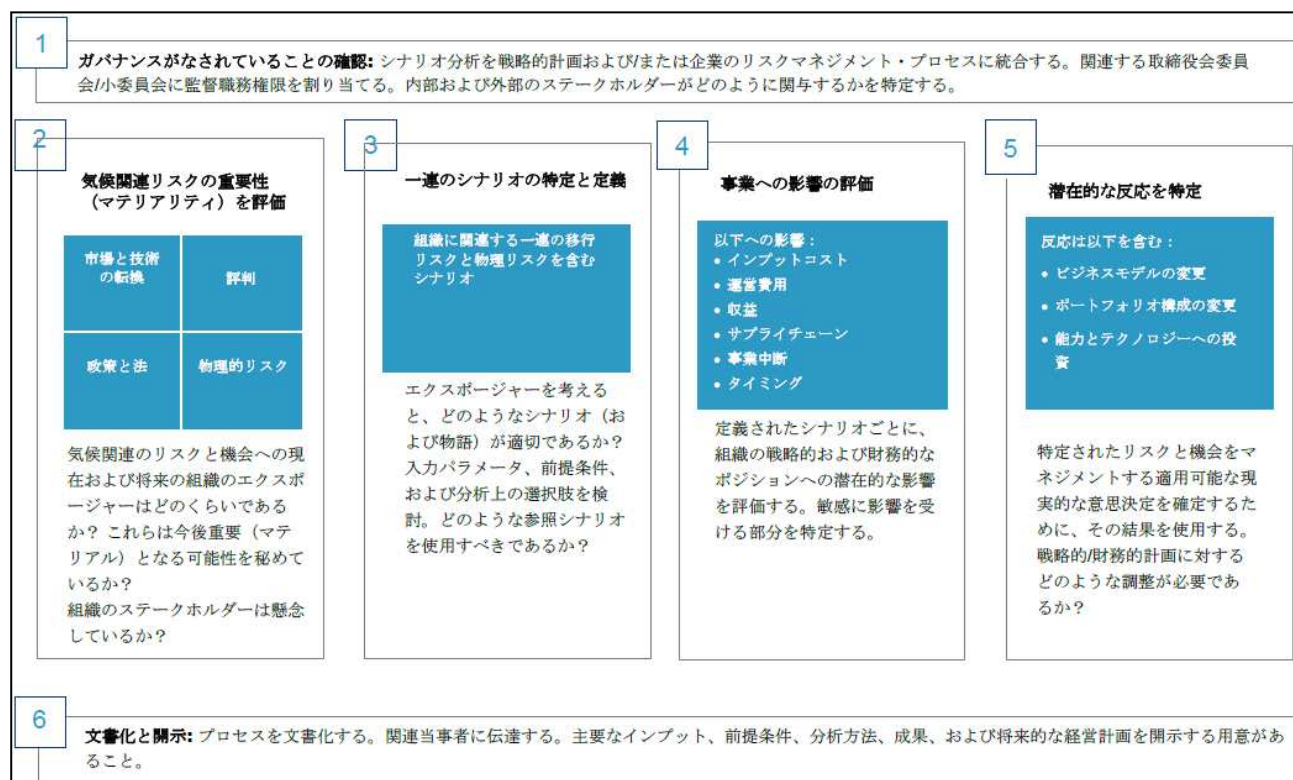 1
ガバナンスがなされていることの確認: シナリオ分析を戦略的計画および/または企業のリスクマネジメント・プロセスに統合する。関連する取締役会委員
会/小委員会に監督職務権限を割り当てる。内部および外部のステークホルダーがどのように関与するかを特定する。
2
気候関連リスクの重要性
（マテリアリティ）を評価
市場と技術
の転換
評判
政策と法
物理的リスク
気候関連のリスクと機会への現
在および将来の組織のエクスポ
ージャーはどのくらいである
か？ これらは今後重要（マテ
リアル）となる可能性を秘めて
いるか？
組織のステークホルダーは懸念
しているか？
3
一連のシナリオの特定と定義
組織に関連する一連の移行
リスクと物理リスクを含む
シナリオ
エクスポージャーを考える
と、どのようなシナリオ（お
よび物語）が適切であるか？
入力パラメータ、前提条件、
および分析上の選択肢を検
討。どのような参照シナリオ
を使用すべきであるか？
4
事業への影響の評価
以下への影響：
• インプットコスト
• 運営費用
• 収益
• サプライチェーン
• 事業中断
• タイミング
定義されたシナリオごとに、
組織の戦略的および財務的な
ポジションへの潜在的な影響
を評価する。敏感に影響を受
ける部分を特定する。
5
潜在的な反応を特定
反応は以下を含む：
• ビジネスモデルの変更
• ポートフォリオ構成の変更
• 能力とテクノロジーへの投
資
特定されたリスクと機会をマ
ネジメントする適用可能な現
実的な意思決定を確定するた
めに、その結果を使用する。
戦略的/財務的計画に対する
どのような調整が必要であ
るか？
6
文書化と開示: プロセスを文書化する。関連当事者に伝達する。主要なインプット、前提条件、分析方法、成果、および将来的な経営計画を開示する用意があ
ること。